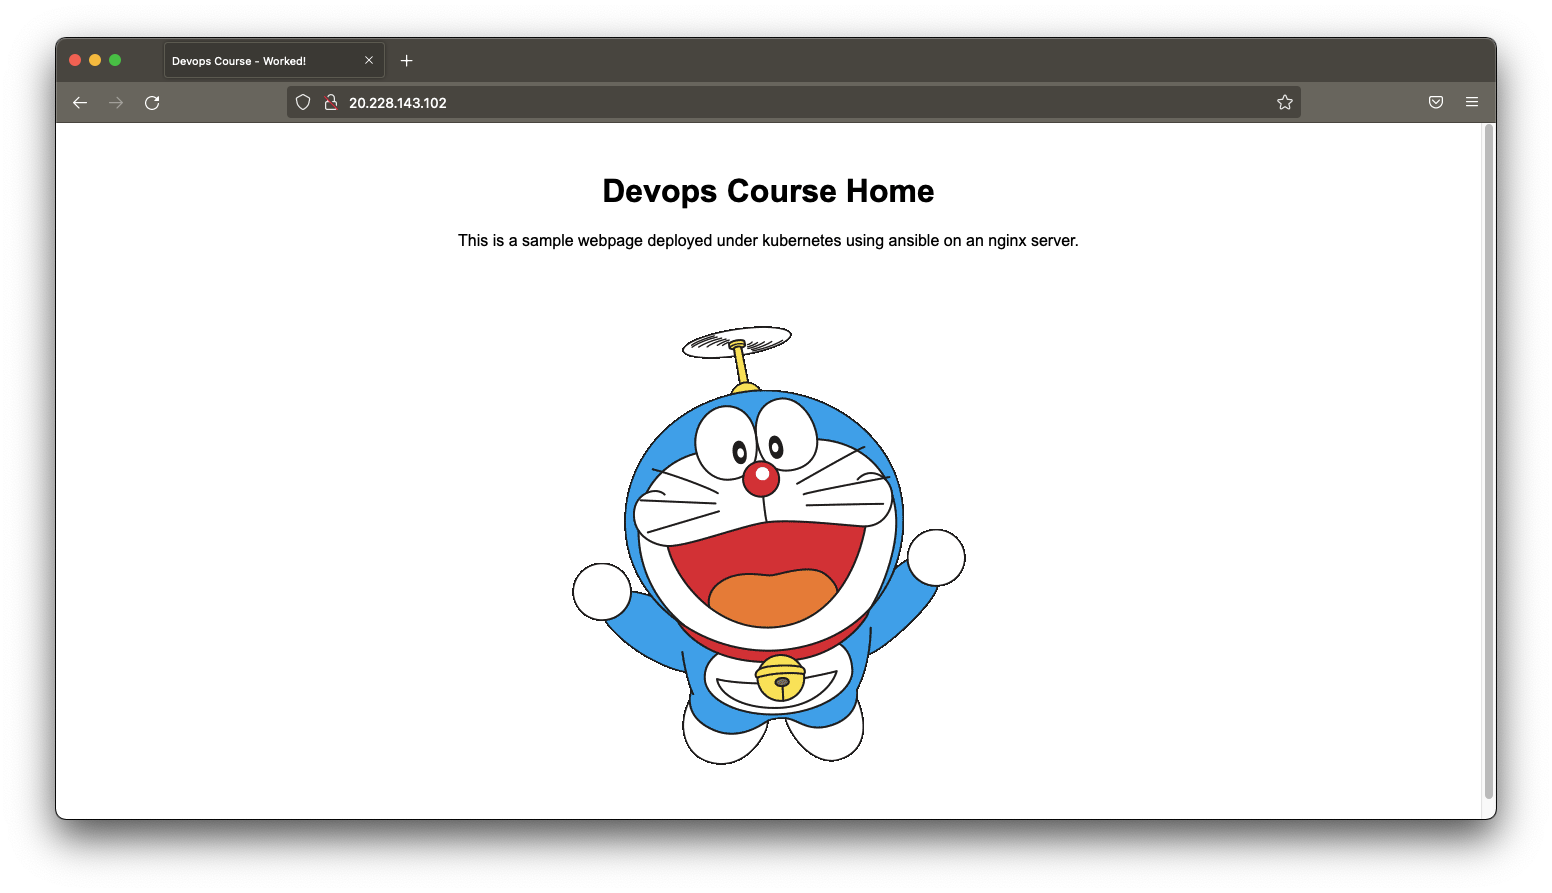 Devops Course - Worked!
20.228.143.102
Devops Course Home
This is a sample webpage deployed under kubernetes using ansible on an nginx server.